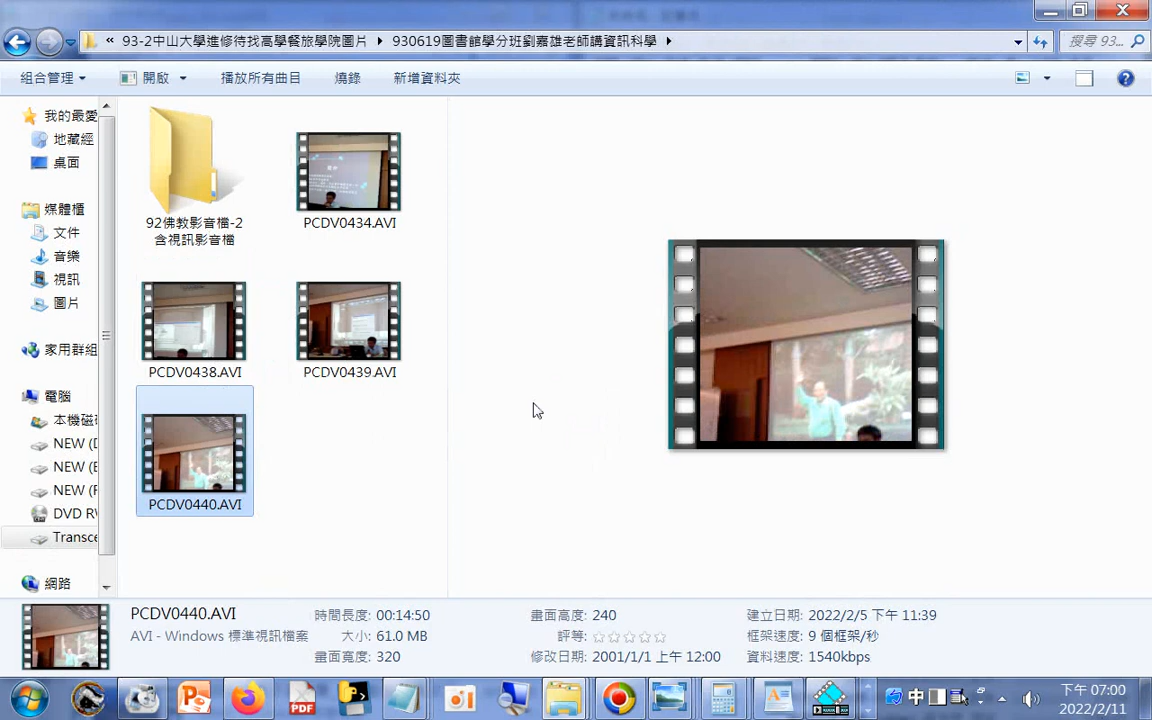 « 93-2中山大學進修待找高學餐旅學院圖片 ▸ 930619圖書館學分班劉嘉雄老師講資訊科學 ▸
搜尋 93...
組合管理 開啟 播放所有曲目 燒錄 新增資料夾
我的最愛
地藏經
桌面
媒體櫃
文件
音樂
視訊
圖片
家用群組
電腦
本機磁
NEW (D
NEW (E
NEW (F
DVD RW
Transce
網路
92佛教影音檔-2
含視訊影音檔
PCDV0434.AVI
PCDV0438.AVI
PCDV0439.AVI
PCDV0440.AVI
PCDV0440.AVI
AVI - Windows 標準視訊檔案
時間長度: 00:14:50
大小: 61.0 MB
畫面寬度: 320
畫面高度: 240
評等:
修改日期: 2001/1/1 上午 12:00
建立日期: 2022/2/5 下午 11:39
框架速度: 9 個框架/秒
資料速度: 1540kbps
PDF
中
下午 07:00
2022/2/11